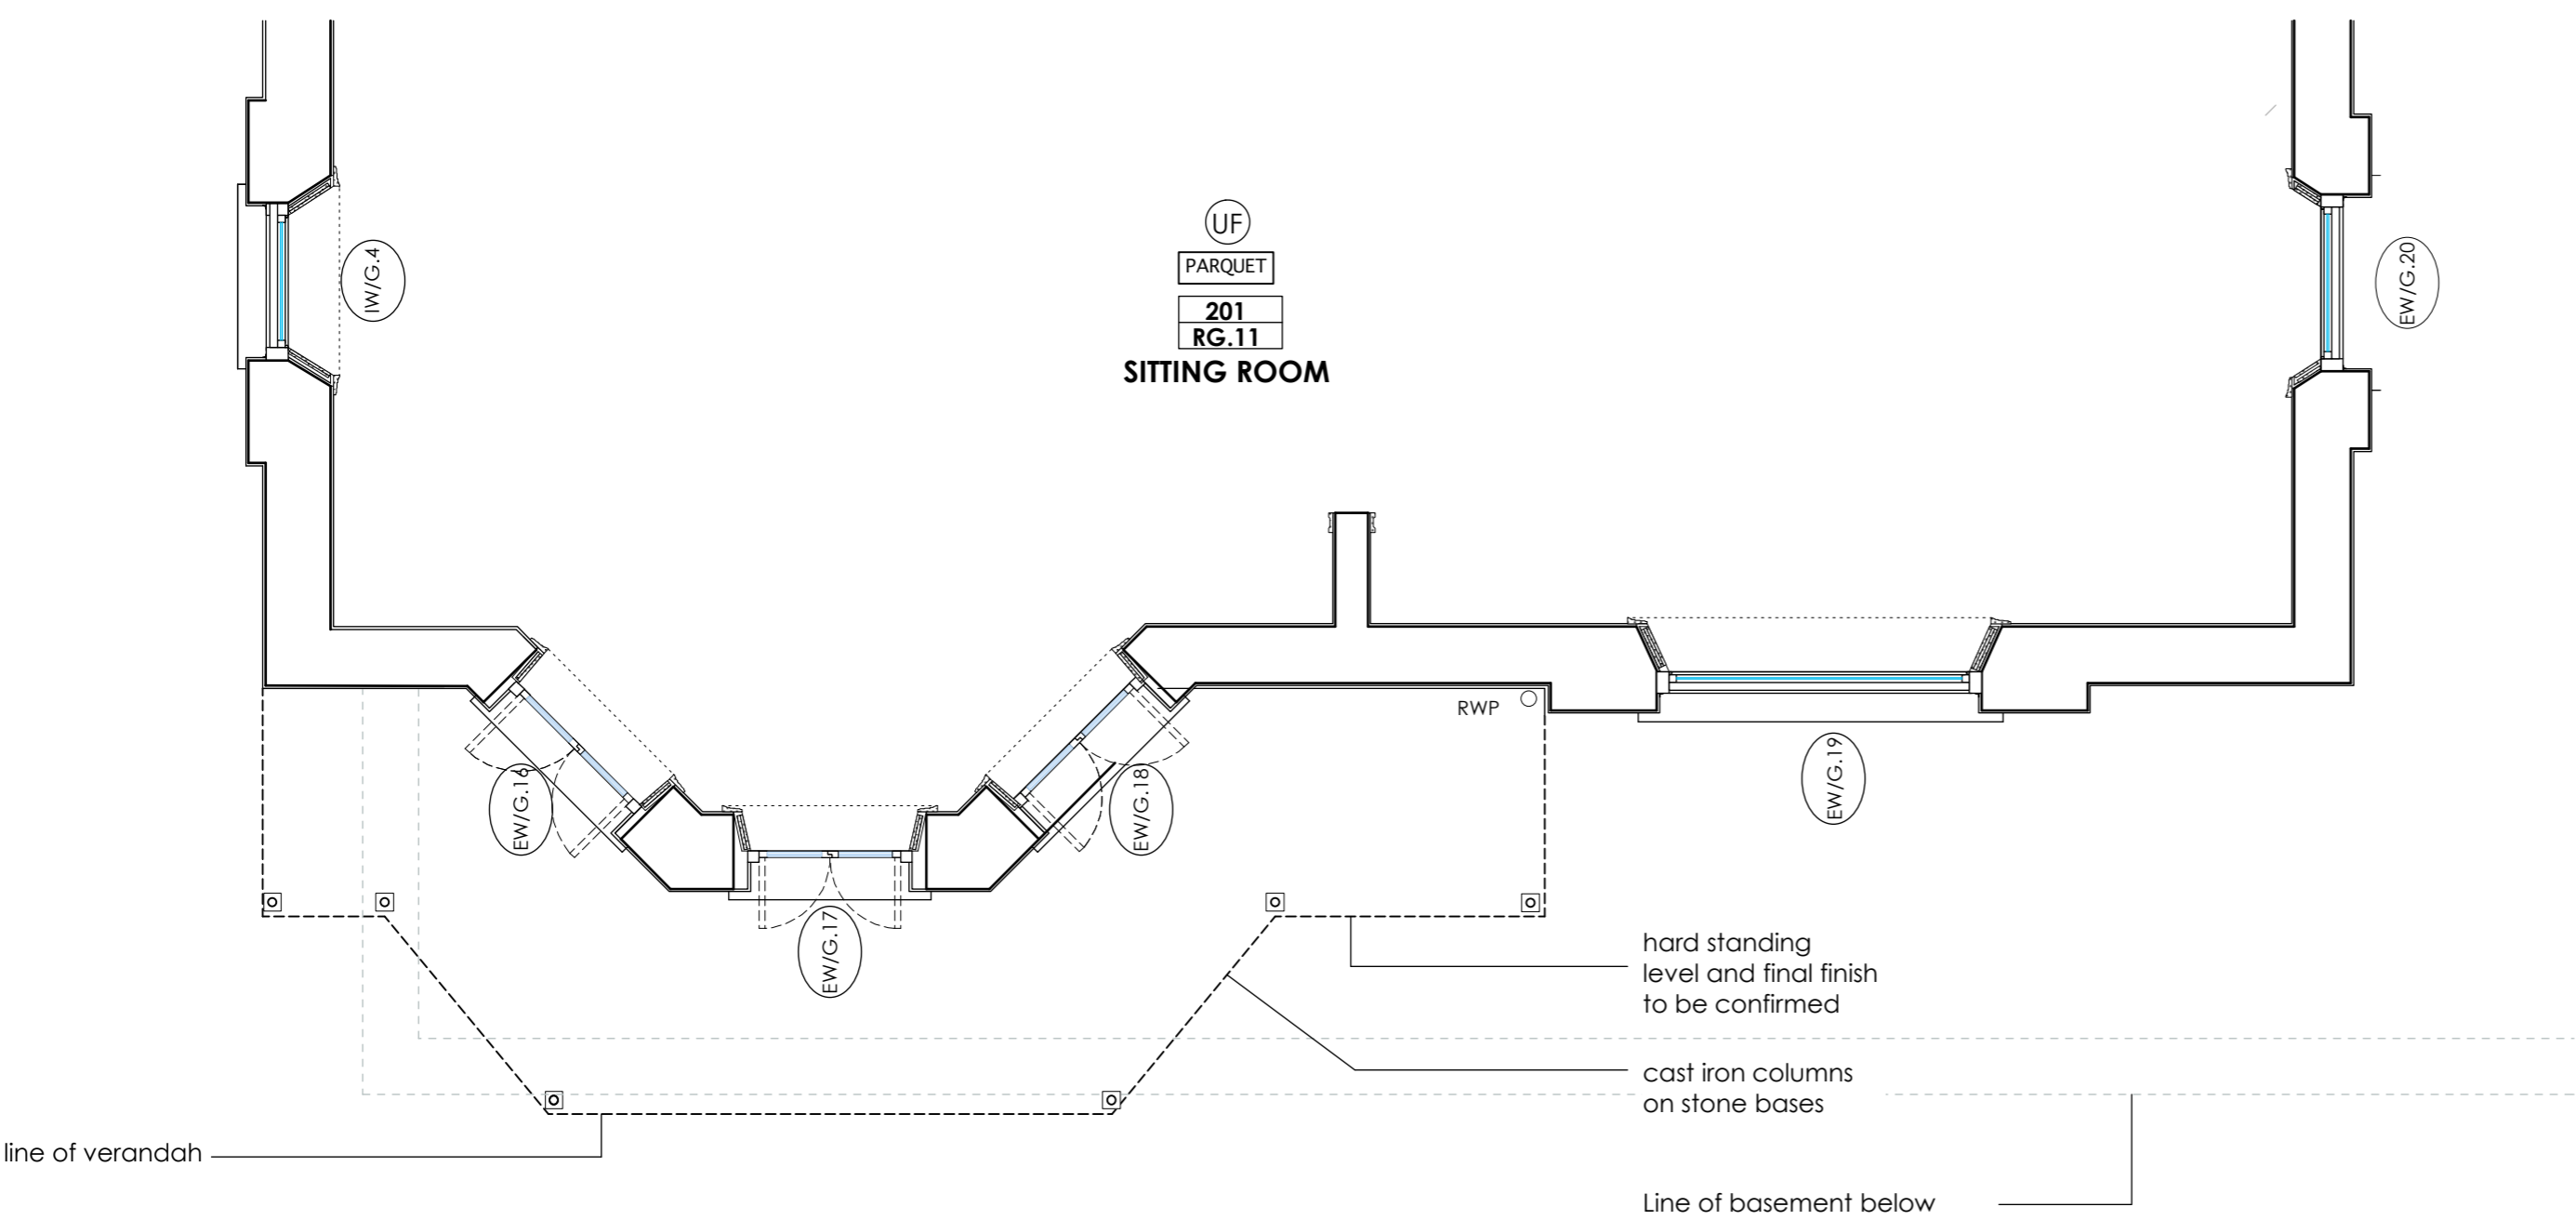 UF
PARQUET
201
RG.11
SITTING ROOM
IW/G.4
EW/G.20
RWP
EW/G.16
EW/G.17
EW/G.18
EW/G.19
hard standing
level and final finish
to be confirmed
cast iron columns
on stone bases
line of verandah
Line of basement below